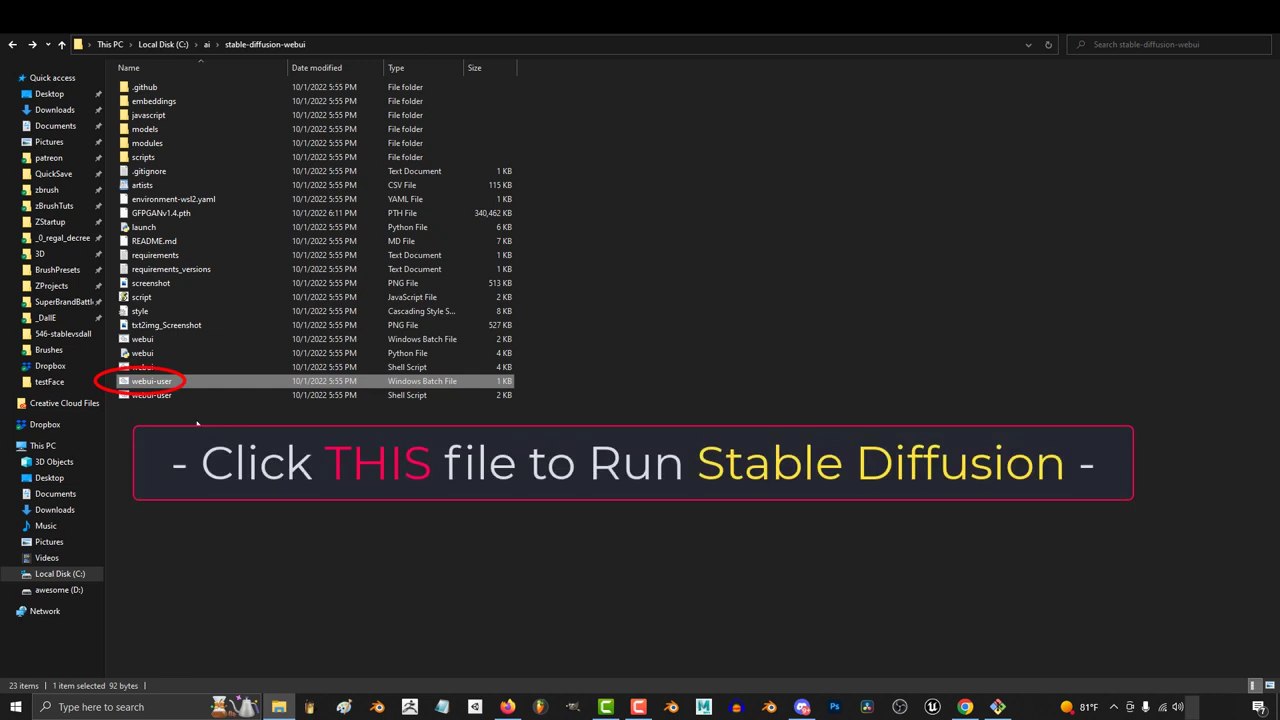 This PC > Local Disk (C:) > ai > stable-diffusion-webui
Search stable-diffusion-webui
Name Date modified Type Size
Quick access
Desktop
Downloads
Documents
Pictures
patreon
QuickSave
zbrush
zBrushTuts
ZStartup
_0_regal_decree
3D
BrushPresets
ZProjects
SuperBrandBattl
_DallE
546-stablevsdall
Brushes
Dropbox
testFace
Creative Cloud Files
Dropbox
This PC
3D Objects
Desktop
Documents
Downloads
Music
Pictures
Videos
Local Disk (C:)
awesome (D:)
Network
.github 10/1/2022 5:55 PM File folder
embeddings 10/1/2022 5:55 PM File folder
javascript 10/1/2022 5:55 PM File folder
models 10/1/2022 5:55 PM File folder
modules 10/1/2022 5:55 PM File folder
scripts 10/1/2022 5:55 PM File folder
.gitignore 10/1/2022 5:55 PM Text Document 1 KB
artists 10/1/2022 5:55 PM CSV File 115 KB
environment-wsl2.yaml 10/1/2022 5:55 PM YAML File 1 KB
GFPGANv1.4.pth 10/1/2022 6:11 PM PTH File 340,462 KB
launch 10/1/2022 5:55 PM Python File 6 KB
README.md 10/1/2022 5:55 PM MD File 7 KB
requirements 10/1/2022 5:55 PM Text Document 1 KB
requirements_versions 10/1/2022 5:55 PM Text Document 1 KB
screenshot 10/1/2022 5:55 PM PNG File 513 KB
script 10/1/2022 5:55 PM JavaScript File 2 KB
style 10/1/2022 5:55 PM Cascading Style S... 8 KB
txt2img_Screenshot 10/1/2022 5:55 PM PNG File 527 KB
webui 10/1/2022 5:55 PM Windows Batch File 2 KB
webui 10/1/2022 5:55 PM Python File 4 KB
webui 10/1/2022 5:55 PM Shell Script 4 KB
webui-user 10/1/2022 5:55 PM Windows Batch File 1 KB
webui-user 10/1/2022 5:55 PM Shell Script 2 KB
- Click THIS file to Run Stable Diffusion -
23 items 1 item selected 92 bytes
Type here to search
81°F